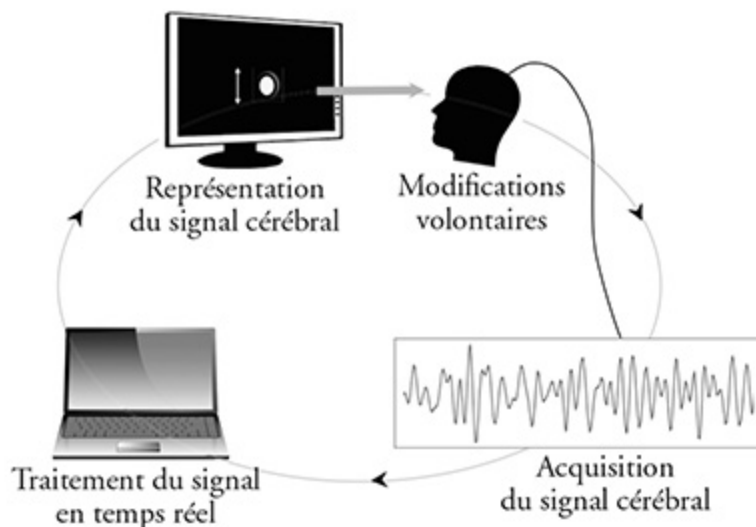 Représentation
du signal cérébral
Modifications
volontaires
Acquisition
du signal cérébral
Traitement du signal
en temps réel